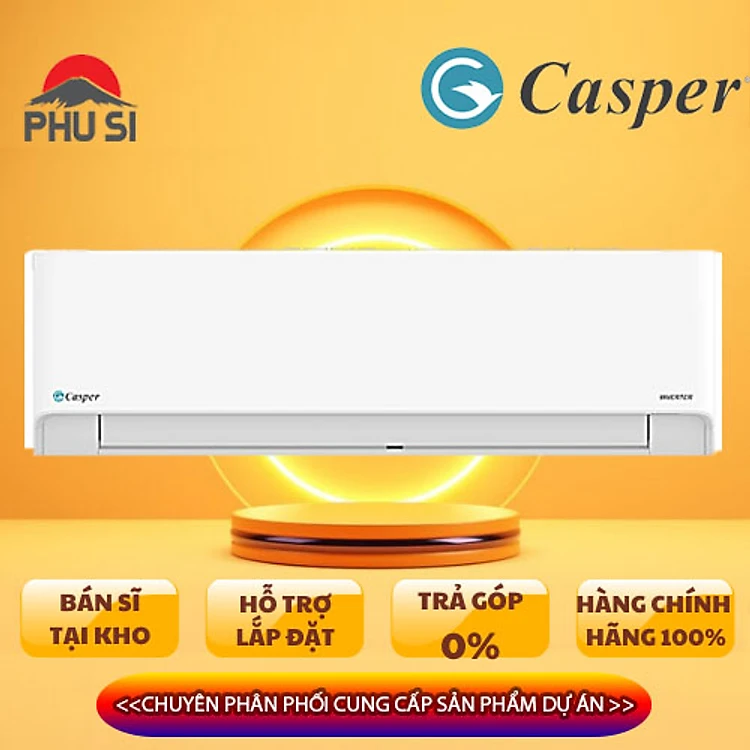 PHU SI
Casper
Casper
INVERTER
BÁN SĨ
TẠI KHO
HỖ TRỢ
LẮP ĐẶT
TRẢ GÓP
0%
HÀNG CHÍNH
HÃNG 100%
<<CHUYÊN PHÂN PHỐI CUNG CẤP SẢN PHẨM DỰ ÁN >>